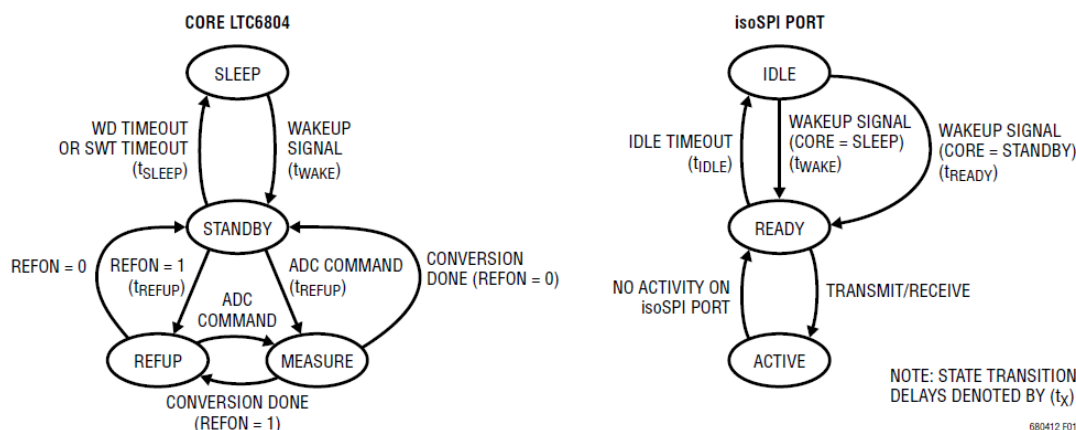 CORE LTC6804
SLEEP
WD TIMEOUT
OR SWT TIMEOUT
(tSLEEP)
WAKEUP
SIGNAL
(tWAKE)
STANDBY
REFON = 0
REFON = 1
(tREFUP)
ADC COMMAND
(tREFUP)
CONVERSION
DONE (REFON = 0)
ADC
COMMAND
REFUP
MEASURE
CONVERSION DONE
(REFON = 1)
isoSPI PORT
IDLE
IDLE TIMEOUT
(tIDLE)
WAKEUP SIGNAL
(CORE = SLEEP)
(tWAKE)
WAKEUP SIGNAL
(CORE = STANDBY)
(tREADY)
READY
NO ACTIVITY ON
isoSPI PORT
TRANSMIT/RECEIVE
ACTIVE
NOTE: STATE TRANSITION
DELAYS DENOTED BY (tX)
680412 F01